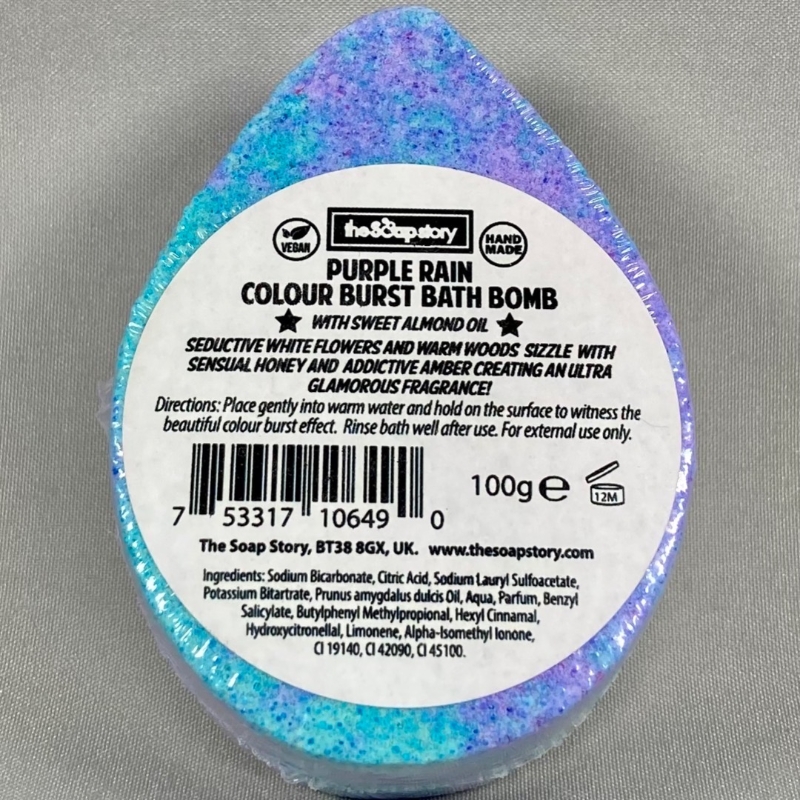 VEGAN
theSoapstory
HAND
MADE
PURPLE RAIN
COLOUR BURST BATH BOMB
WITH SWEET ALMOND OIL
SEDUCTIVE WHITE FLOWERS AND WARM WOODS SIZZLE WITH
SENSUAL HONEY AND ADDICTIVE AMBER CREATING AN ULTRA
GLAMOROUS FRAGRANCE!
Directions: Place gently into warm water and hold on the surface to witness the
beautiful colour burst effect. Rinse bath well after use. For external use only.
100g e
12M
7 53317 10649 0
The Soap Story, BT38 8GX, UK. www.thesoapstory.com
Ingredients: Sodium Bicarbonate, Citric Acid, Sodium Lauryl Sulfoacetate,
Potassium Bitartrate, Prunus amygdalus dulcis Oil, Aqua, Parfum, Benzyl
Salicylate, Butylphenyl Methylpropional, Hexyl Cinnamal,
Hydroxycitronellal, Limonene, Alpha-Isomethyl Ionone,
CI 19140, CI 42090, CI 45100.